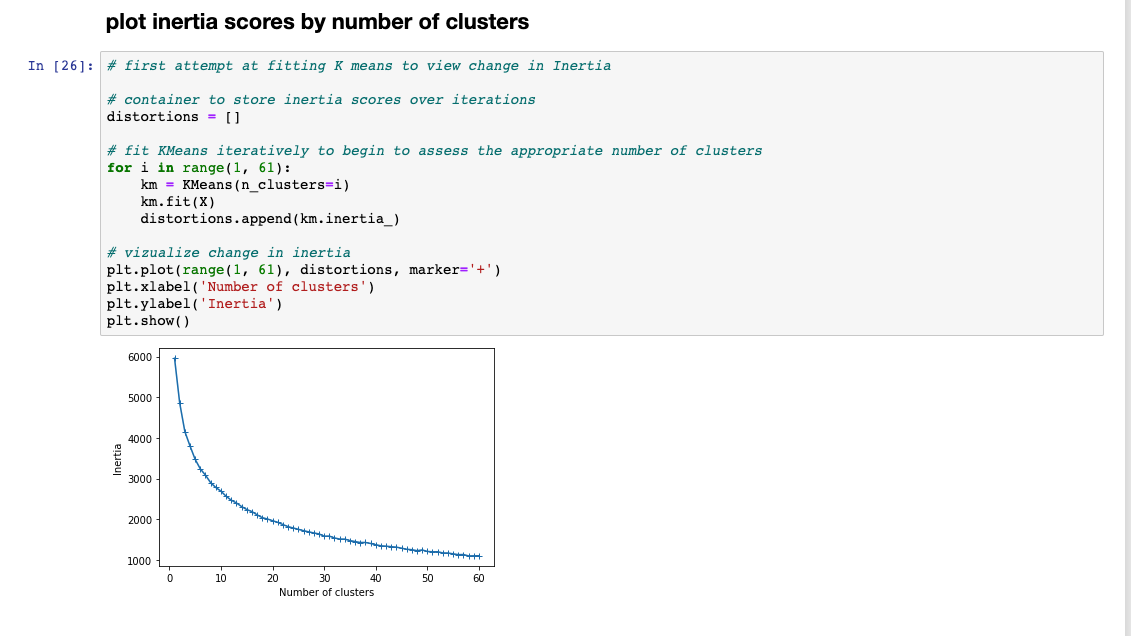 plot inertia scores by number of clusters
In [26]: # first attempt at fitting K means to view change in Inertia
# container to store inertia scores over iterations
distortions = []
# fit KMeans iteratively to begin to assess the appropriate number of clusters
for i in range(1, 61):
    km = KMeans(n_clusters=i)
    km.fit(X)
    distortions.append(km.inertia_)
# vizualize change in inertia
plt.plot(range(1, 61), distortions, marker='+')
plt.xlabel('Number of clusters')
plt.ylabel('Inertia')
plt.show()
6000
5000
4000
3000
2000
1000
Inertia
0 10 20 30 40 50 60
Number of clusters